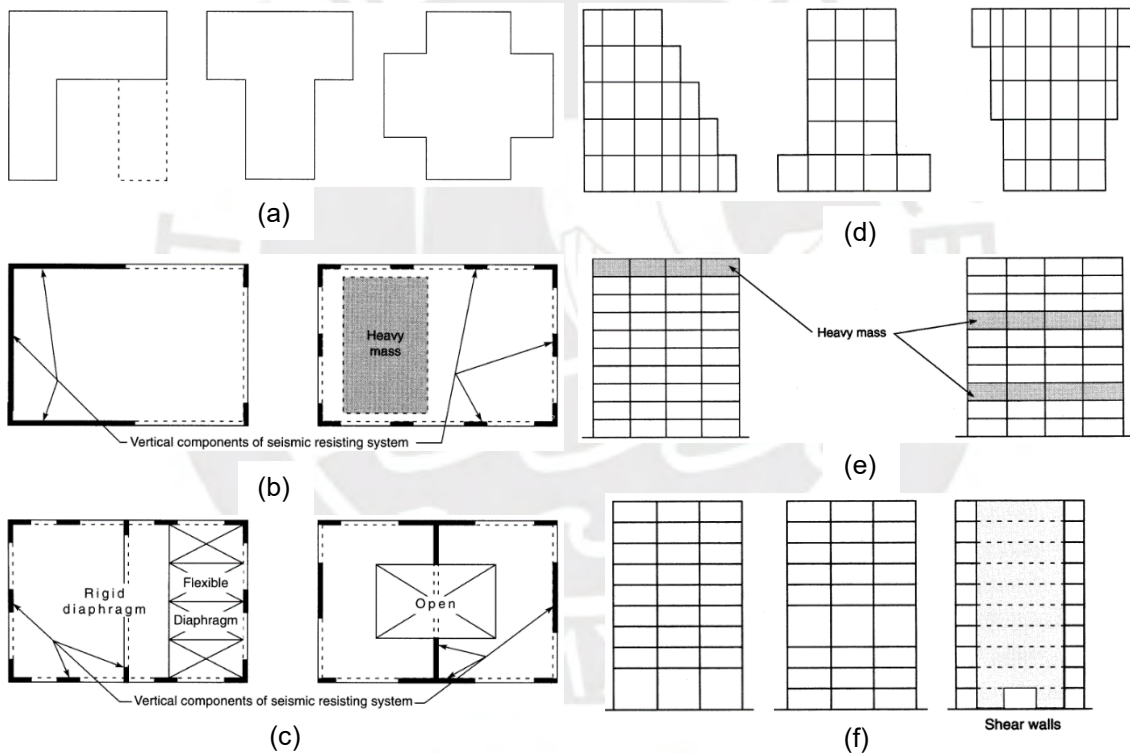 (a)
(d)
Heavy
mass
Vertical components of seismic resisting system
(b)
Heavy mass
(e)
Rigid
diaphragm
Flexible
Diaphragm
Open
Vertical components of seismic resisting system
(c)
Shear walls
(f)